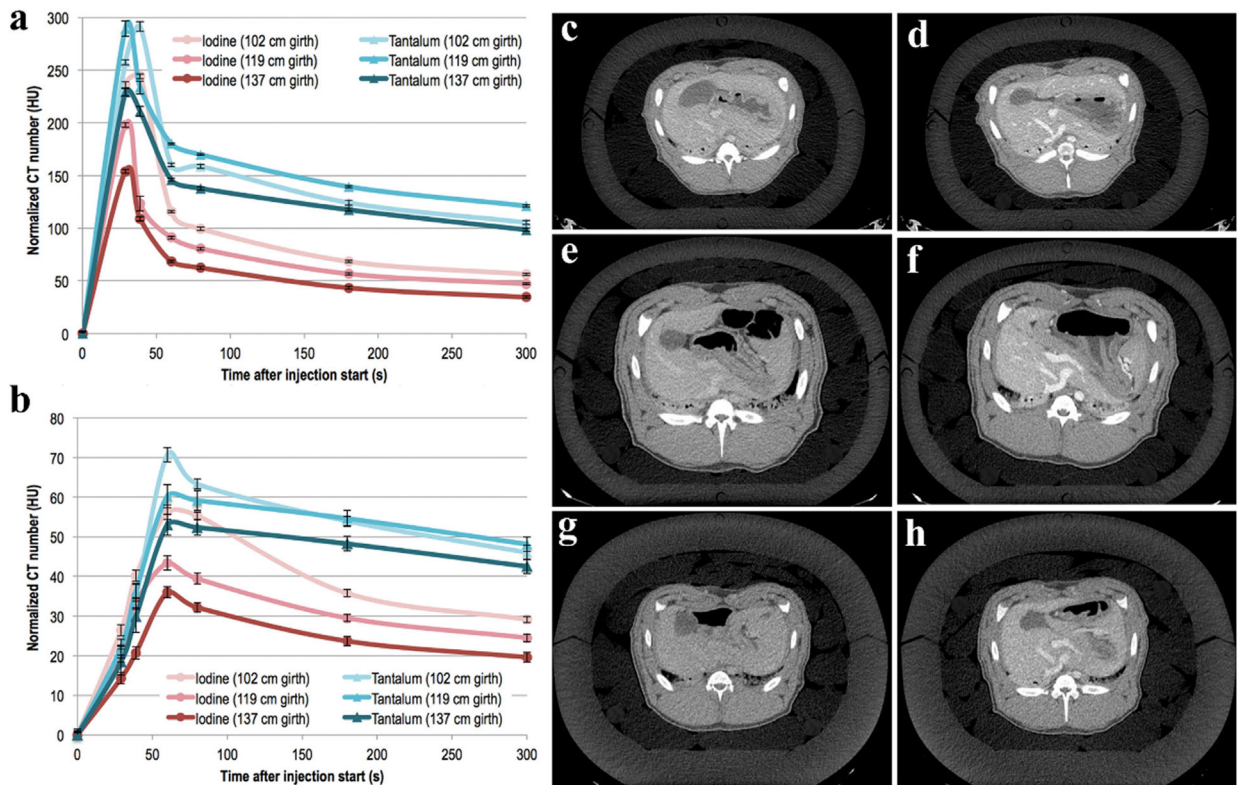 a
Normalized CT number (HU)
300
250
200
150
100
50
0
Iodine (102 cm girth)
Iodine (119 cm girth)
Iodine (137 cm girth)
Tantalum (102 cm girth)
Tantalum (119 cm girth)
Tantalum (137 cm girth)
0 50 100 150 200 250 300
Time after injection start (s)
b
Normalized CT number (HU)
80
70
60
50
40
30
20
10
0
Iodine (102 cm girth)
Iodine (119 cm girth)
Iodine (137 cm girth)
Tantalum (102 cm girth)
Tantalum (119 cm girth)
Tantalum (137 cm girth)
0 50 100 150 200 250 300
Time after injection start (s)
c
d
e
f
g
h